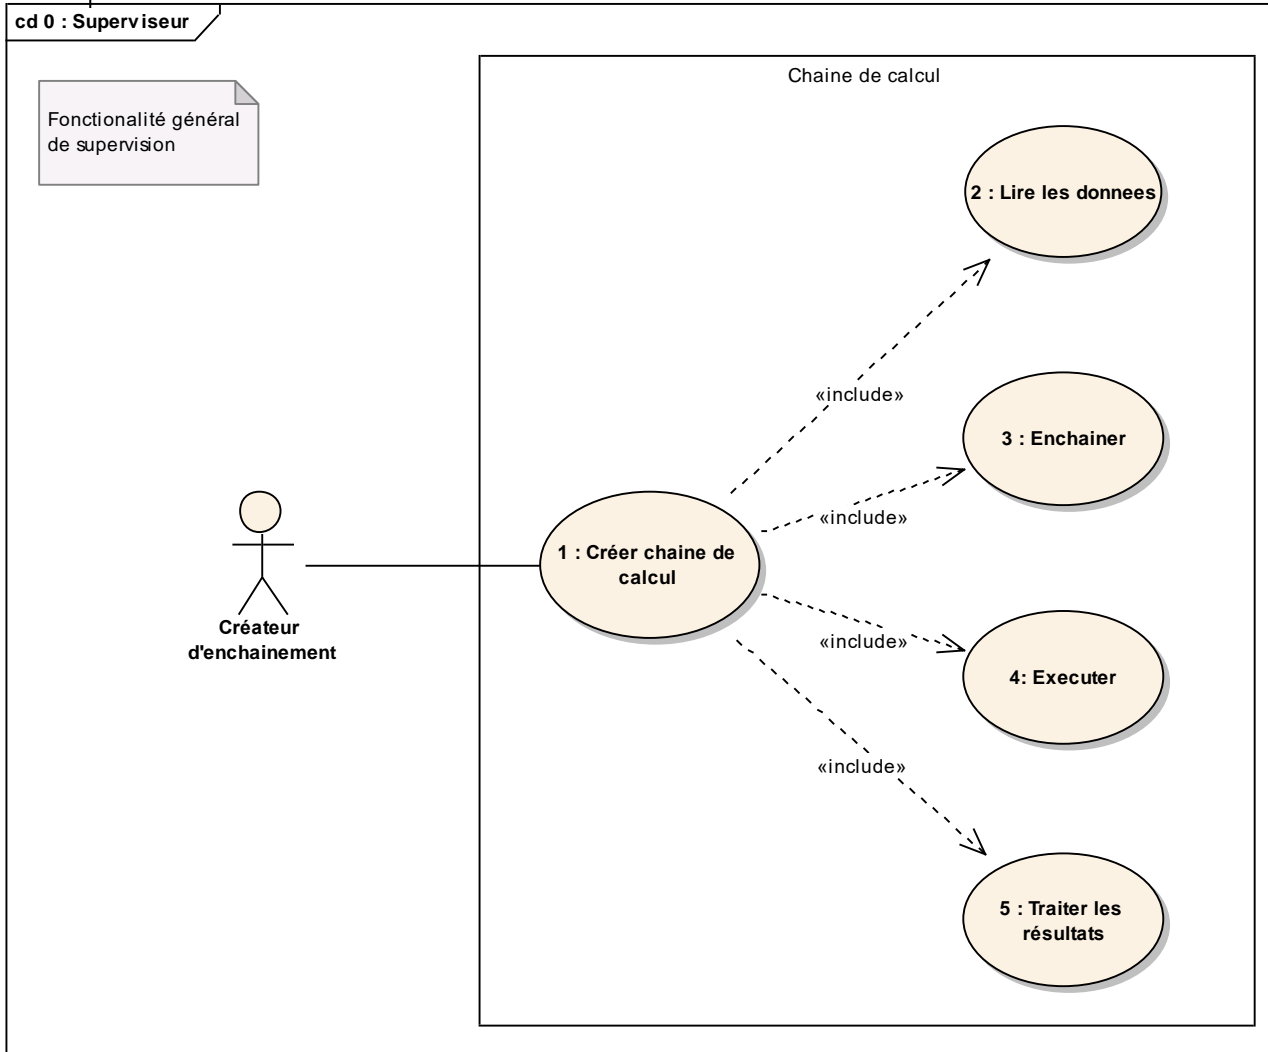 cd 0 : Superviseur
Fonctionalité général
de supervision
Chaine de calcul
2 : Lire les donnees
«include»
3 : Enchainer
«include»
1 : Créer chaine de
calcul
Créateur
d'enchainement
«include»
4: Executer
«include»
5 : Traiter les
résultats